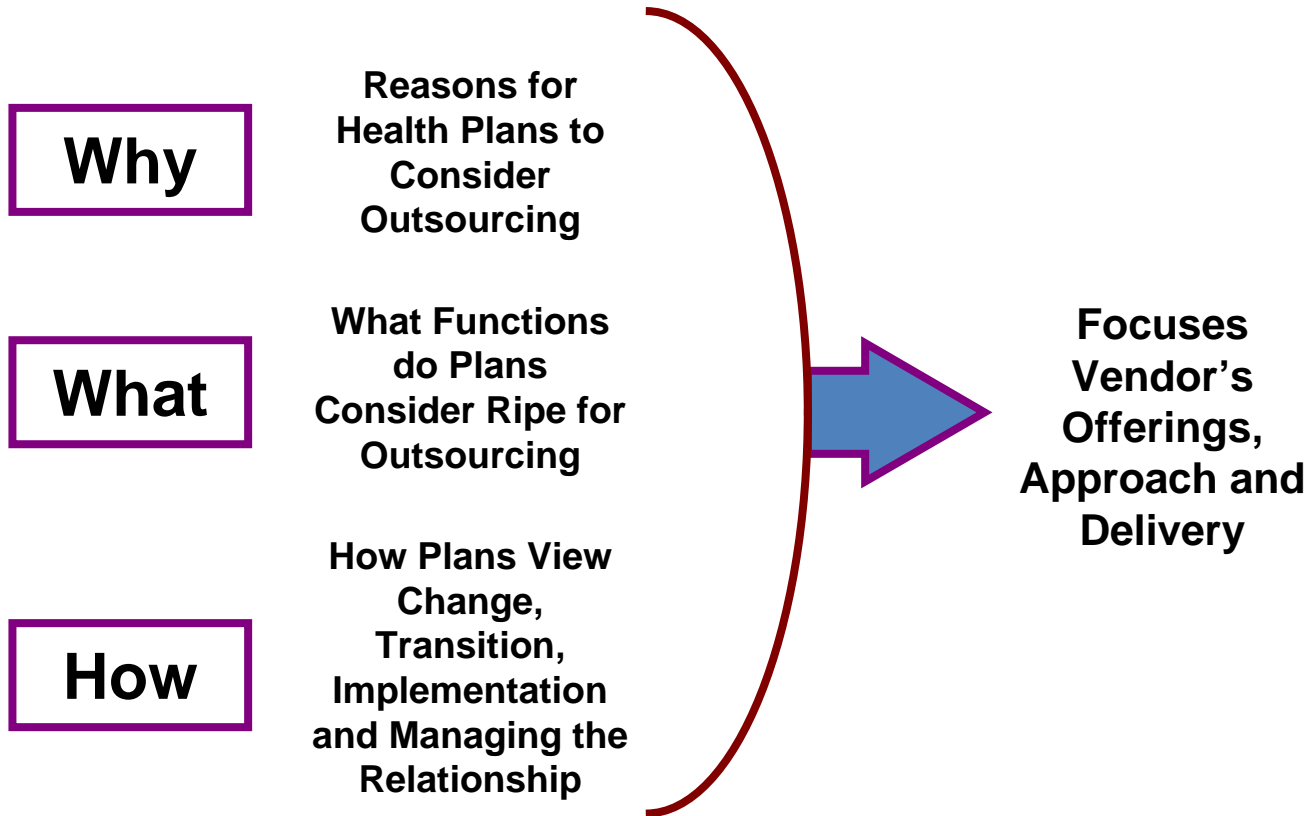 Why
Reasons for
Health Plans to
Consider
Outsourcing
What
What Functions
do Plans
Consider Ripe for
Outsourcing
How
How Plans View
Change,
Transition,
Implementation
and Managing the
Relationship
Focuses
Vendor’s
Offerings,
Approach and
Delivery